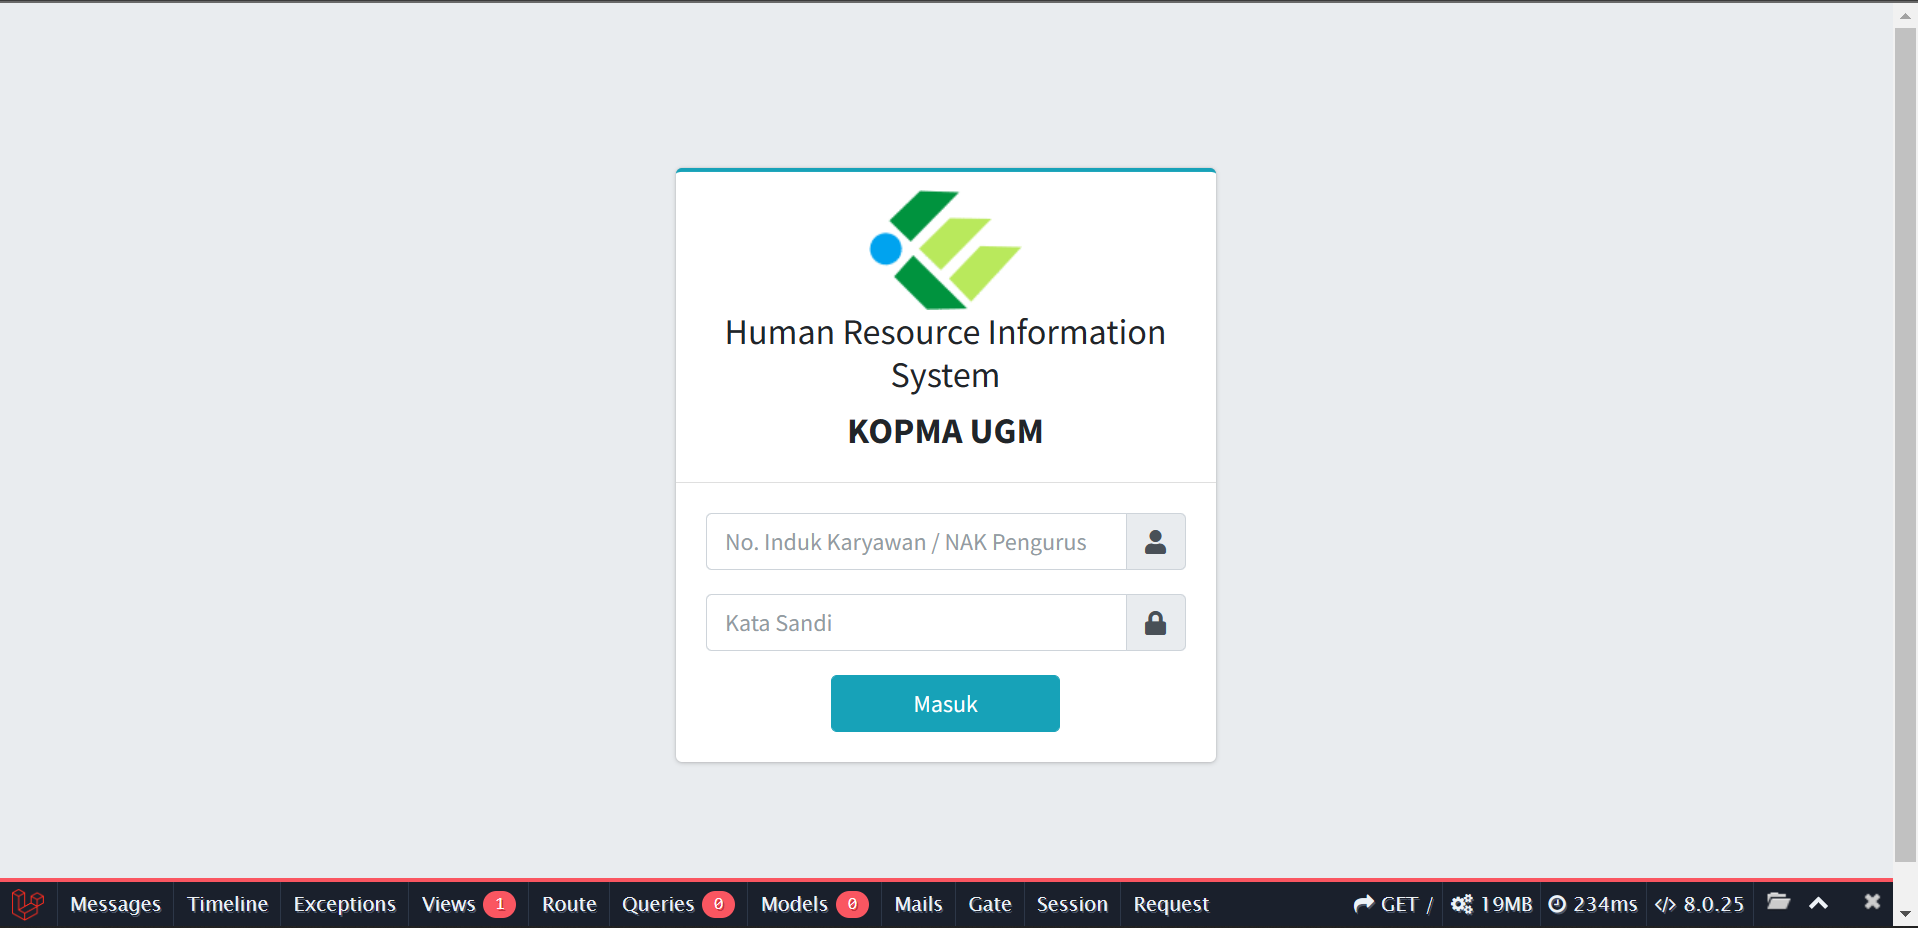 Human Resource Information
System
KOPMA UGM
No. Induk Karyawan / NAK Pengurus
Kata Sandi
Masuk
Messages Timeline Exceptions Views 1 Route Queries 0 Models 0 Mails Gate Session Request GET / 19MB 234ms 8.0.25